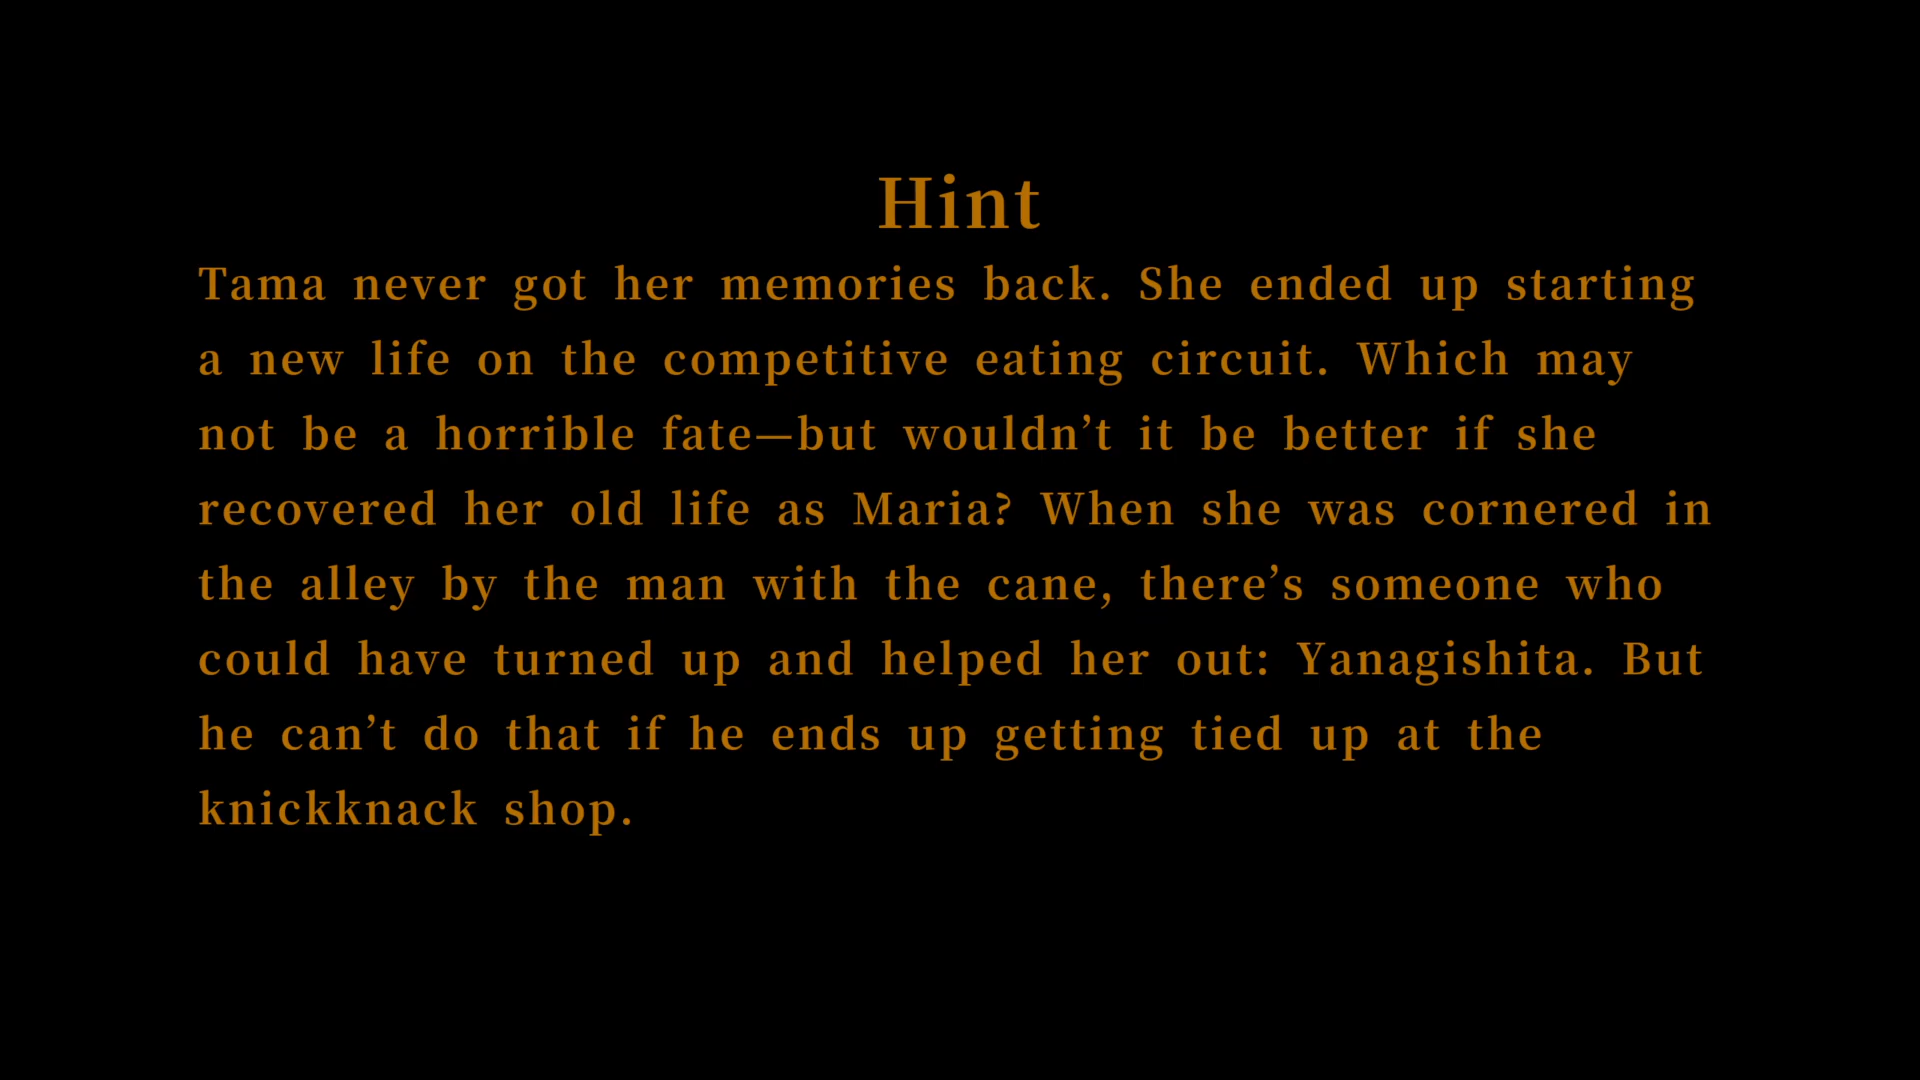 Hint
Tama never got her memories back. She ended up starting
a new life on the competitive eating circuit. Which may
not be a horrible fate—but wouldn’t it be better if she
recovered her old life as Maria? When she was cornered in
the alley by the man with the cane, there’s someone who
could have turned up and helped her out: Yanagishita. But
he can’t do that if he ends up getting tied up at the
knickknack shop.